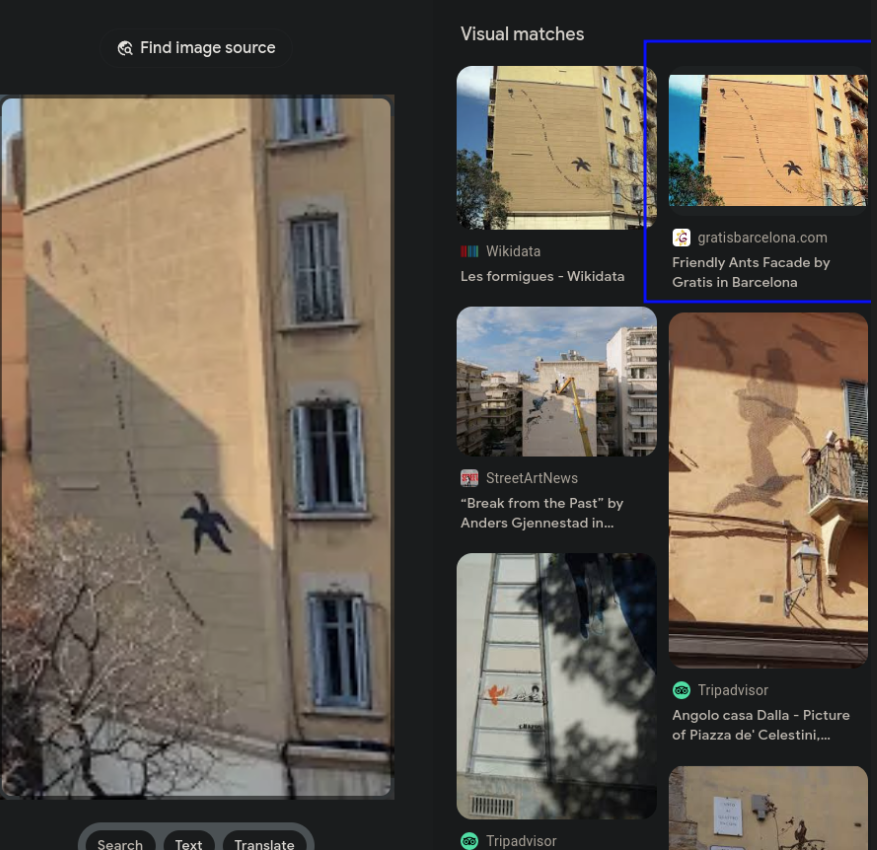 Find image source
Search
Text
Translate
Visual matches
Wikidata
Les formigues - Wikidata
gratisbarcelona.com
Friendly Ants Facade by
Gratis in Barcelona
StreetArtNews
“Break from the Past” by
Anders Gjennestad in...
Tripadvisor
Angolo casa Dalla - Picture
of Piazza de' Celestini,...
Tripadvisor